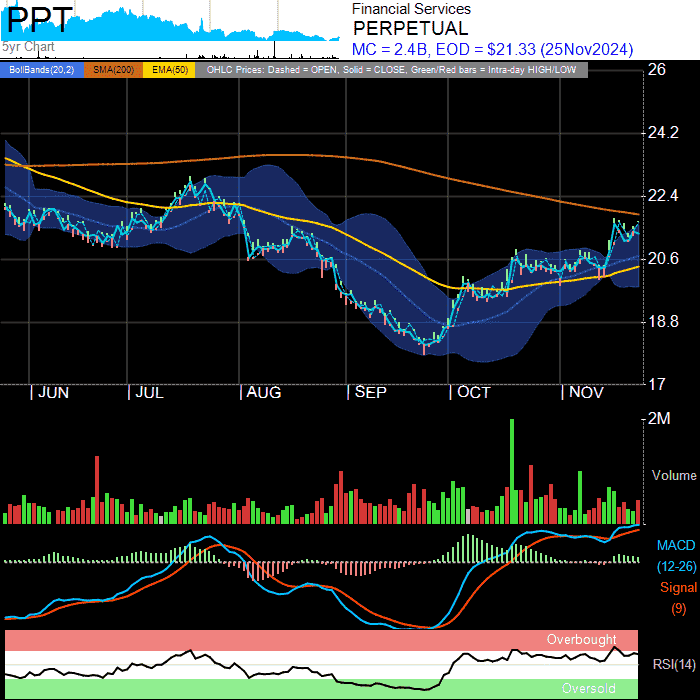 PPT
5yr Chart
Financial Services
PERPETUAL
MC = 2.4B, EOD = $21.33 (25Nov2024)
BollBands(20,2) SMA(200) EMA(50) OHLC Prices: Dashed = OPEN, Solid = CLOSE, Green/Red bars = Intra-day HIGH/LOW
26
24.2
22.4
20.6
18.8
17
JUN JUL AUG SEP OCT NOV
2M
Volume
MACD
(12-26)
Signal
(9)
Overbought
RSI(14)
Oversold